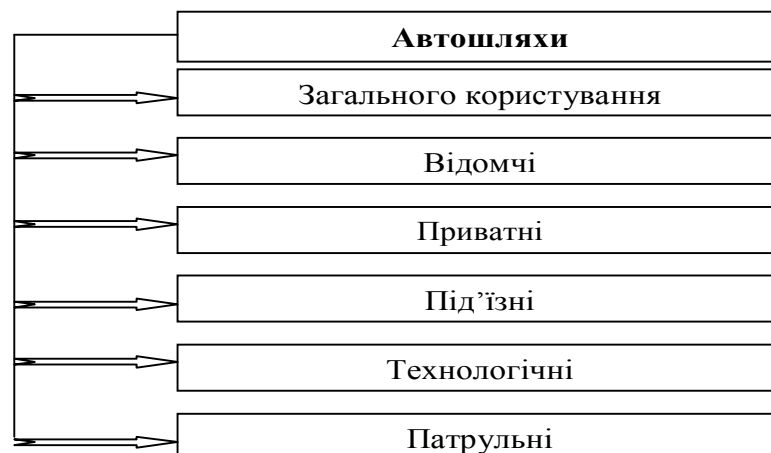 Автошляхи
Загального користування
Відомчі
Приватні
Під’їзні
Технологічні
Патрульні